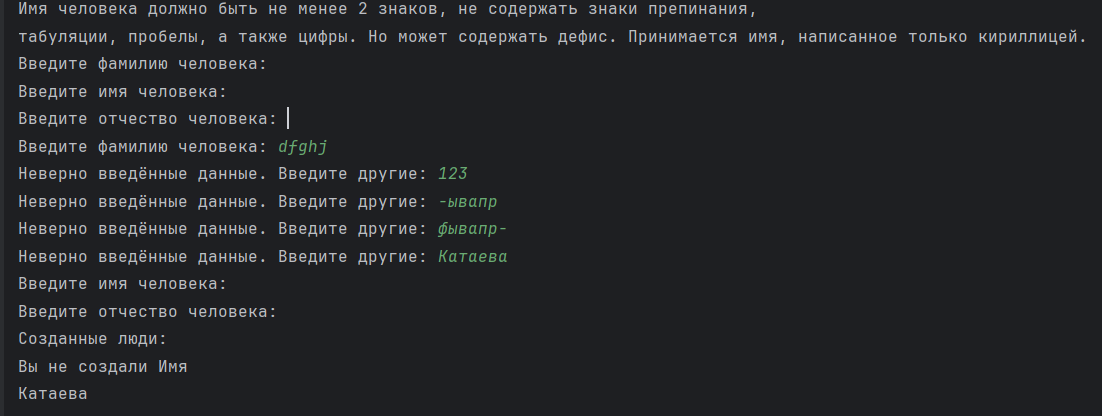 Имя человека должно быть не менее 2 знаков, не содержать знаки препинания,
табуляции, пробелы, а также цифры. Но может содержать дефис. Принимается имя, написанное только кириллицей.
Введите фамилию человека:
Введите имя человека:
Введите отчество человека:
Введите фамилию человека: dfghj
Неверно введённые данные. Введите другие: 123
Неверно введённые данные. Введите другие: -ывапр
Неверно введённые данные. Введите другие: фывапр-
Неверно введённые данные. Введите другие: Катаева
Введите имя человека:
Введите отчество человека:
Созданные люди:
Вы не создали Имя
Катаева